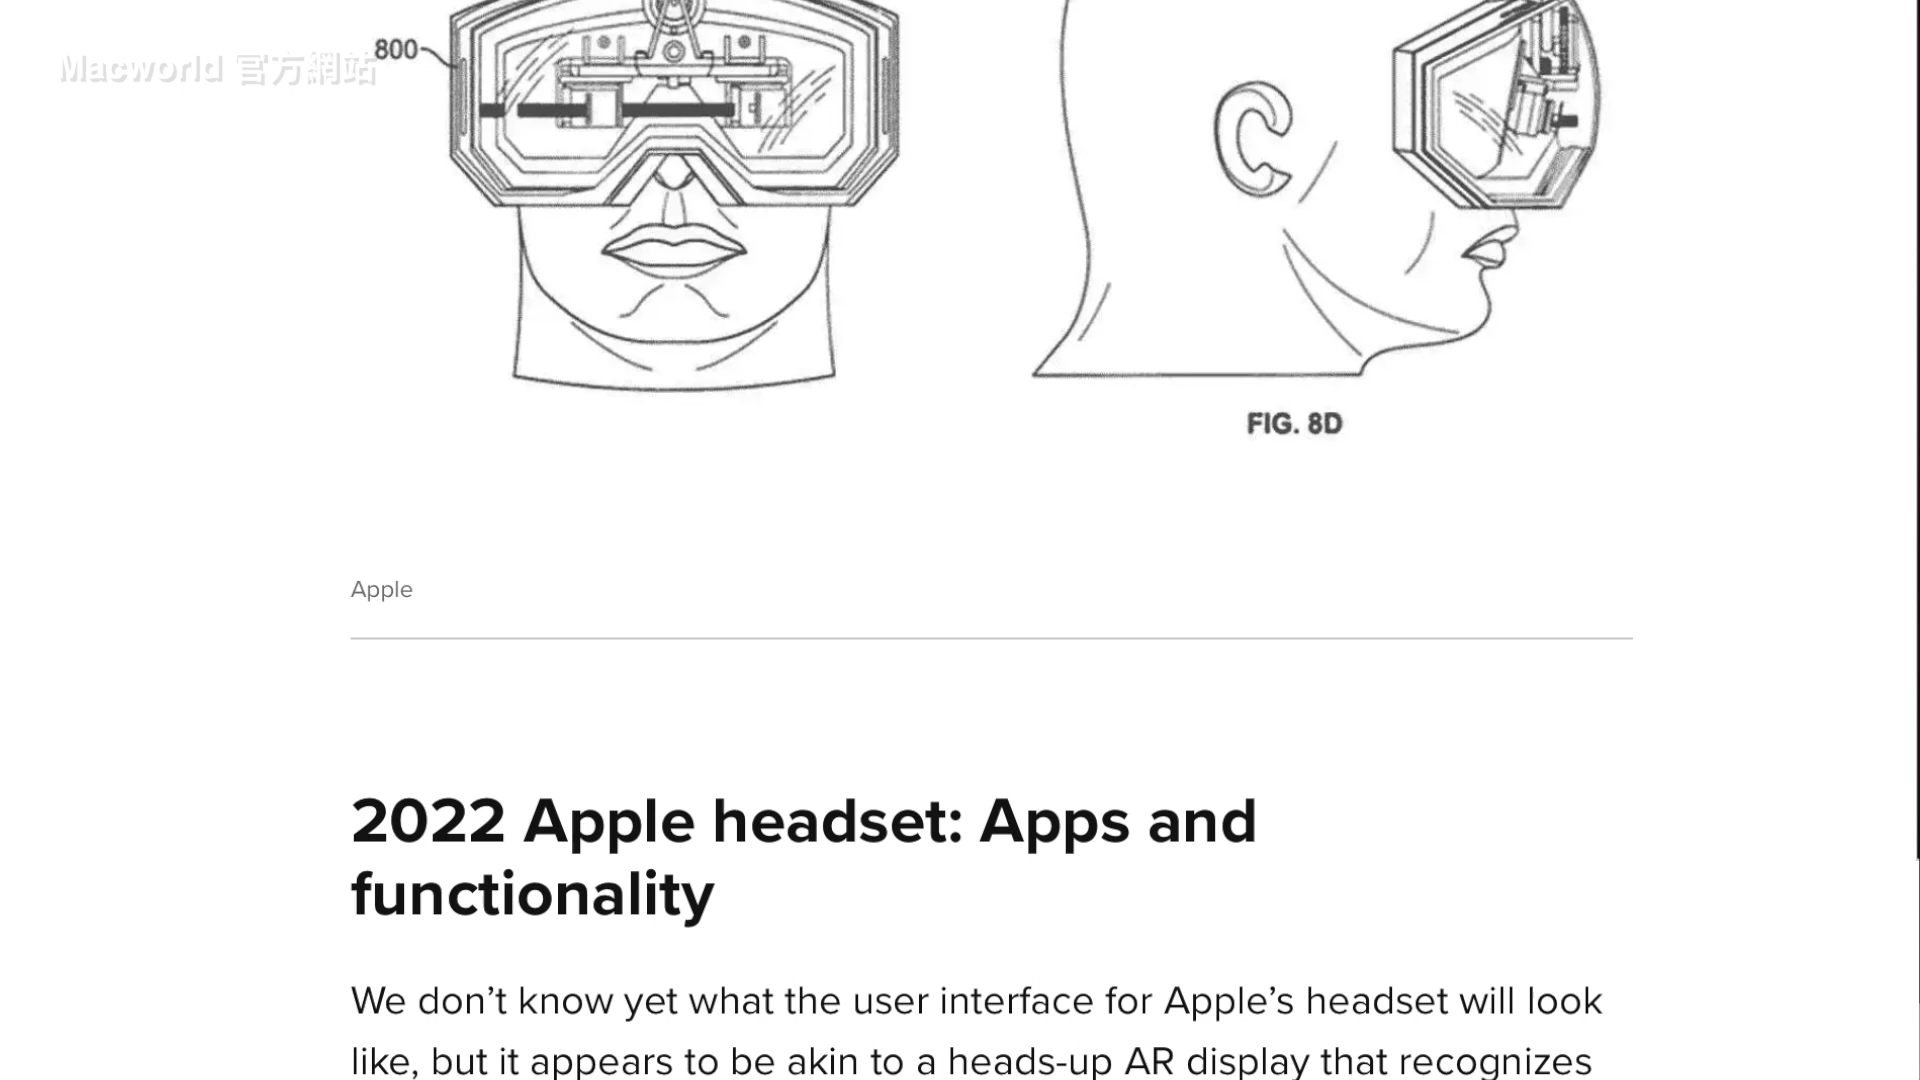 Macworld 官方網站
800
FIG. 8D
Apple
2022 Apple headset: Apps and
functionality
We don’t know yet what the user interface for Apple’s headset will look
like, but it appears to be akin to a heads-up AR display that recognizes